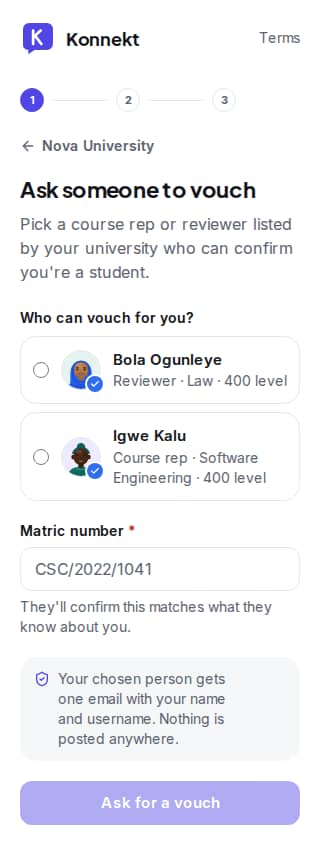 Konnekt
Terms
1
2
3
← Nova University
Ask someone to vouch
Pick a course rep or reviewer listed
by your university who can confirm
you're a student.
Who can vouch for you?
Bola Ogunleye
Reviewer · Law · 400 level
Igwe Kalu
Course rep · Software
Engineering · 400 level
Matric number *
CSC/2022/1041
They'll confirm this matches what they
know about you.
Your chosen person gets
one email with your name
and username. Nothing is
posted anywhere.
Ask for a vouch